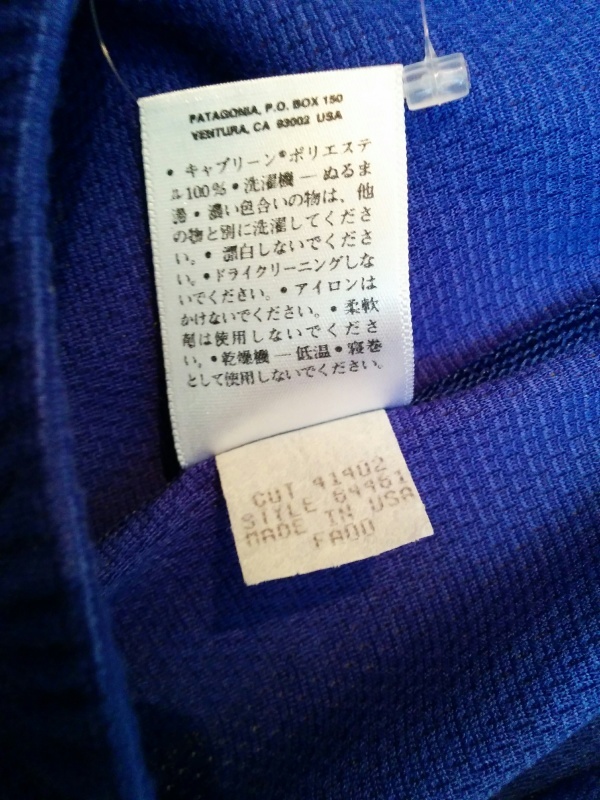 PATAGONIA, P.O. BOX 150
VENTURA, CA 93002 USA
• キャプリーン®ポリエステ
ル100%•洗濯機 — ぬるま
湯•濃い色合いの物は、他
の物と別に洗濯してくださ
い。•漂白しないでくださ
い。•ドライクリーニングしな
いでください。•アイロンは
かけないでください。•柔軟
剤は使用しないでくださ
い。•乾燥機 — 低温•寝巻
として使用しないでください。
CUT 41402
STYLE 64461
MADE IN USA